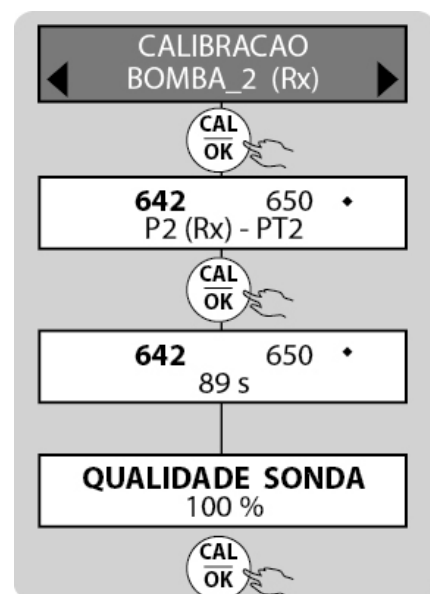 CALIBRACAO
BOMBA_2 (Rx)
CAL
OK
642 650
P2 (Rx) - PT2
CAL
OK
642 650
89 s
QUALIDADE SONDA
100 %
CAL
OK